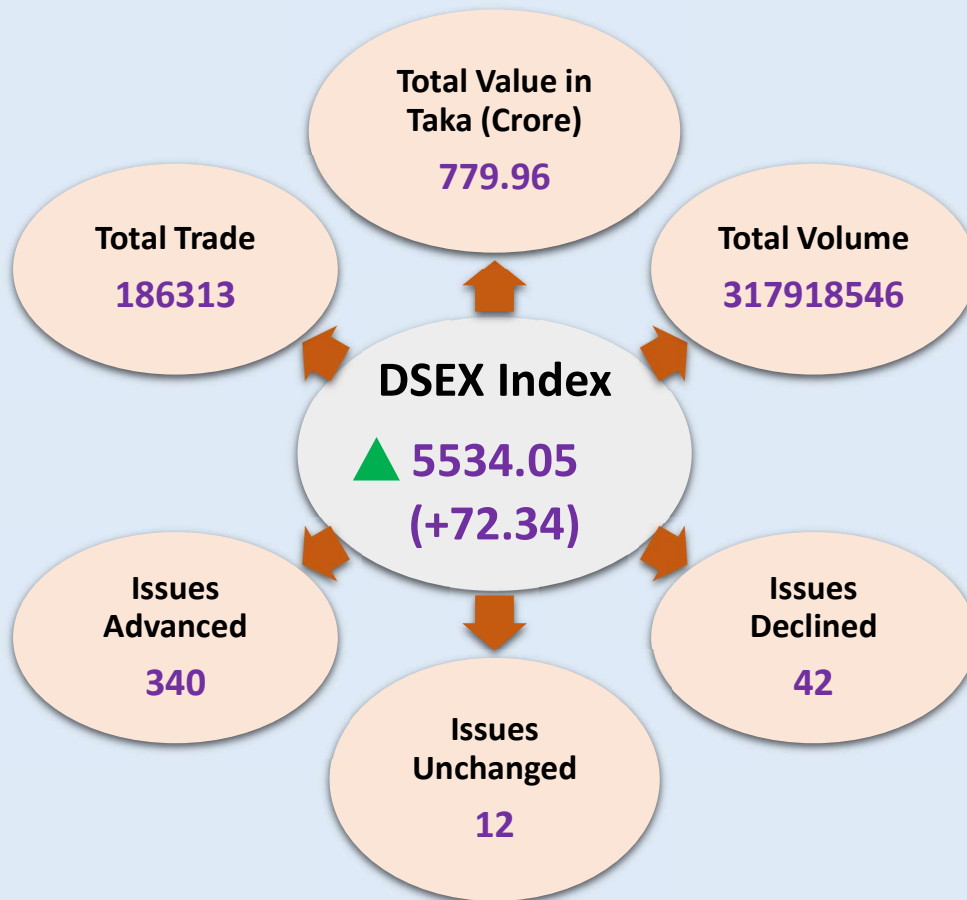 Total Value in
Taka (Crore)
779.96
Total Trade
186313
Total Volume
317918546
DSEX Index
5534.05
(+72.34)
Issues
Advanced
340
Issues
Declined
42
Issues
Unchanged
12